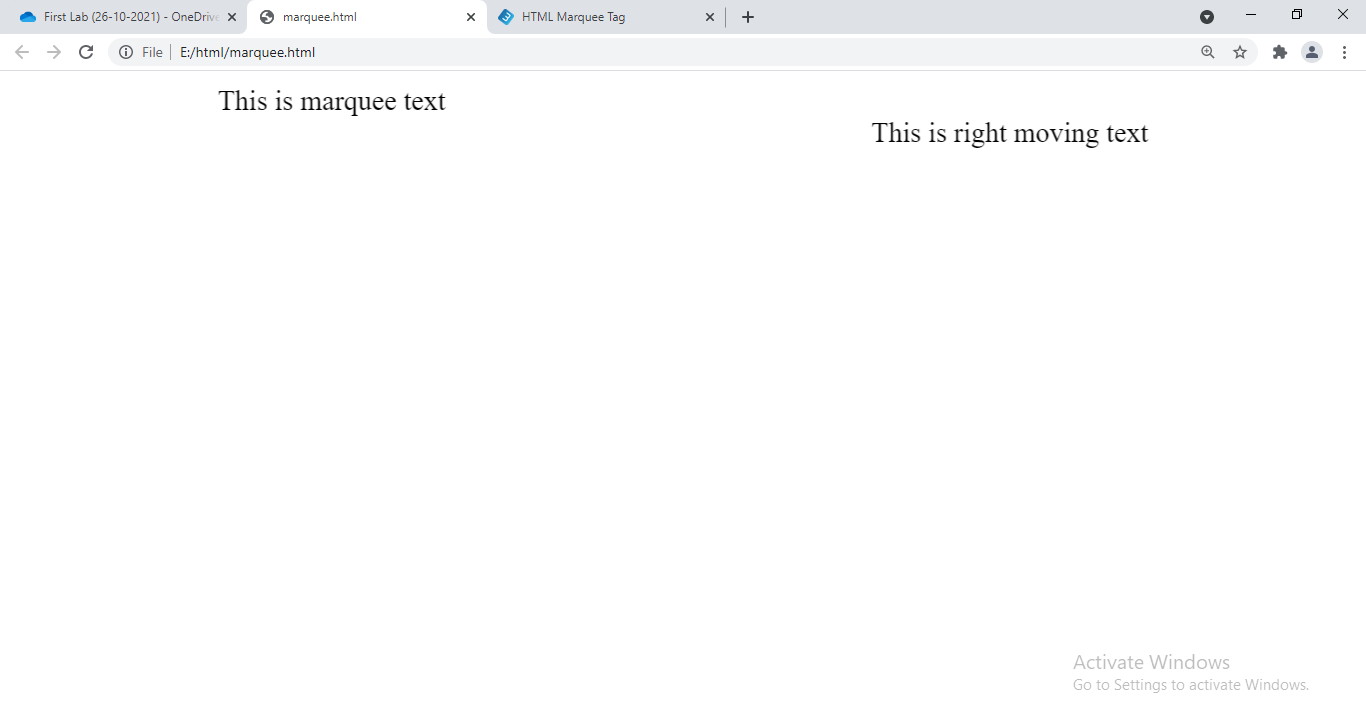 First Lab (26-10-2021) - OneDrive
marquee.html
HTML Marquee Tag
File
E:/html/marquee.html
This is marquee text
This is right moving text
Activate Windows
Go to Settings to activate Windows.